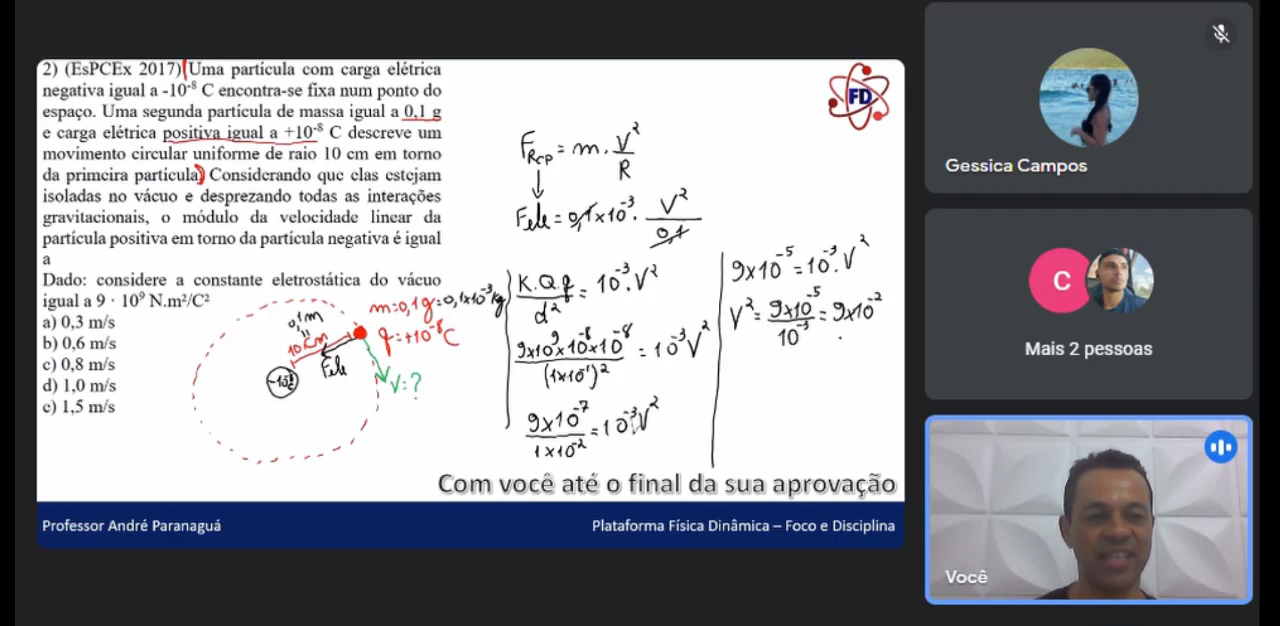 2) (EsPCEx 2017) Uma partícula com carga elétrica
negativa igual a -10⁻⁸ C encontra-se fixa num ponto do
espaço. Uma segunda partícula de massa igual a 0,1 g
e carga elétrica positiva igual a +10⁻⁸ C descreve um
movimento circular uniforme de raio 10 cm em torno
da primeira partícula. Considerando que elas estejam
isoladas no vácuo e desprezando todas as interações
gravitacionais, o módulo da velocidade linear da
partícula positiva em torno da partícula negativa é igual
a
Dado: considere a constante eletrostática do vácuo
igual a 9 · 10⁹ N.m²/C²
a) 0,3 m/s
b) 0,6 m/s
c) 0,8 m/s
d) 1,0 m/s
e) 1,5 m/s
0,1m
10cm
m=0,1g=0,1x10⁻³kg
q=+10⁻⁸C
Fele
V=?
-10⁻⁸C
FRcp = m. V²/R
Fele = 0,1x10⁻³. V²/0,1
K.Q.q/d² = 10⁻³.V²
9x10⁹x10⁻⁸x10⁻⁸/(1x10⁻¹)² = 10⁻³V²
9x10⁻⁷/1x10⁻² = 10⁻³V²
9x10⁻⁵ = 10⁻³.V²
V² = 9x10⁻⁵/10⁻³ = 9x10⁻²
FD
Com você até o final da sua aprovação
Professor André Paranaguá
Plataforma Física Dinâmica – Foco e Disciplina
Gessica Campos
C
Mais 2 pessoas
Você